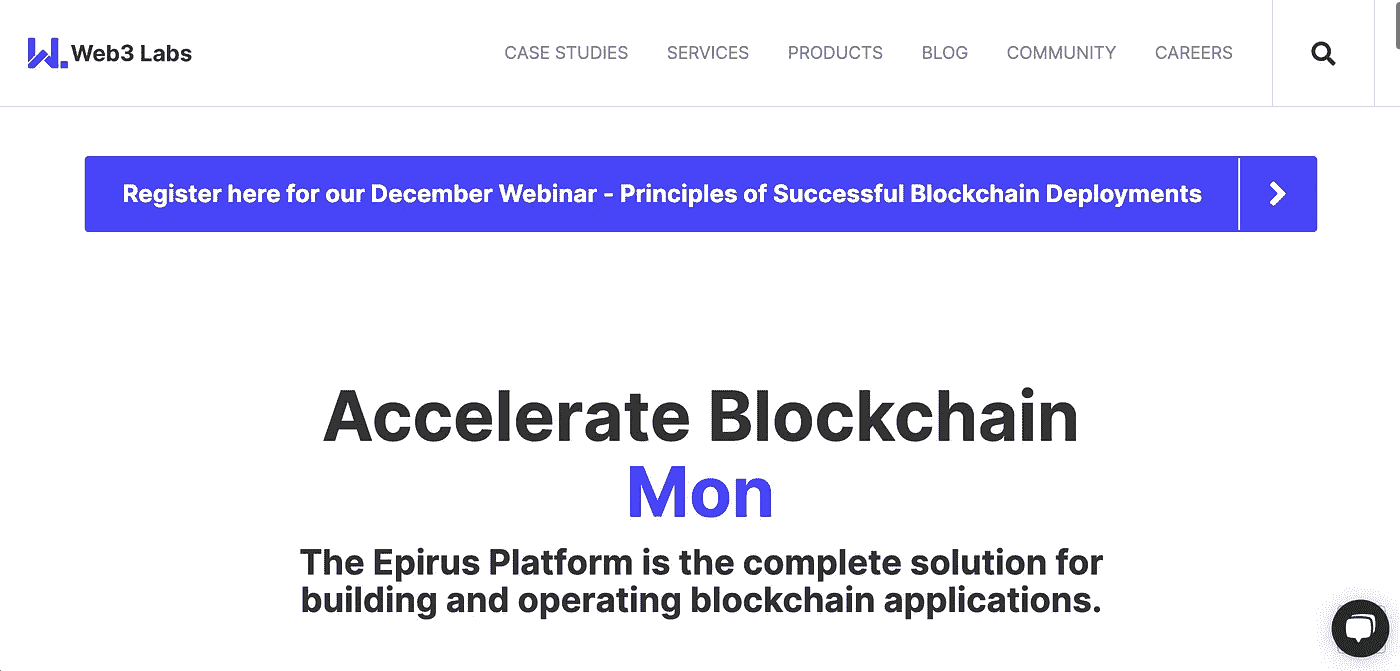 W. Web3 Labs
CASE STUDIES SERVICES PRODUCTS BLOG COMMUNITY CAREERS
Register here for our December Webinar - Principles of Successful Blockchain Deployments
Accelerate Blockchain
Mon
The Epirus Platform is the complete solution for
building and operating blockchain applications.